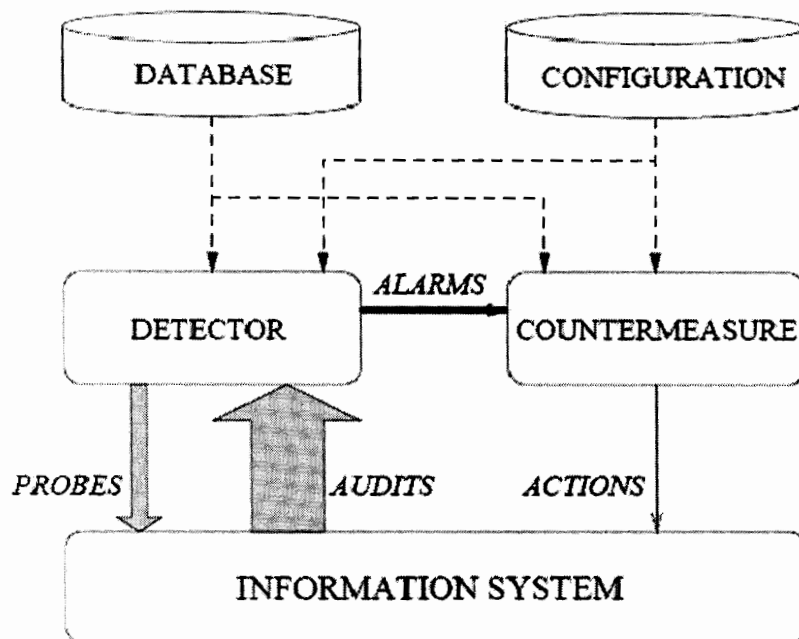 DATABASE
CONFIGURATION
ALARMS
DETECTOR
COUNTERMEASURE
PROBES
AUDITS
ACTIONS
INFORMATION SYSTEM